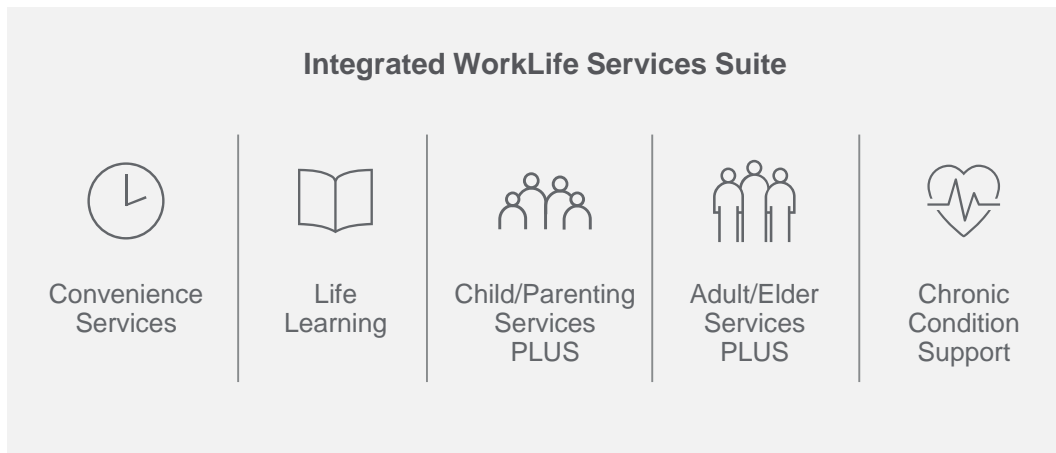 Integrated WorkLife Services Suite
Convenience
Services
Life
Learning
Child/Parenting
Services
PLUS
Adult/Elder
Services
PLUS
Chronic
Condition
Support